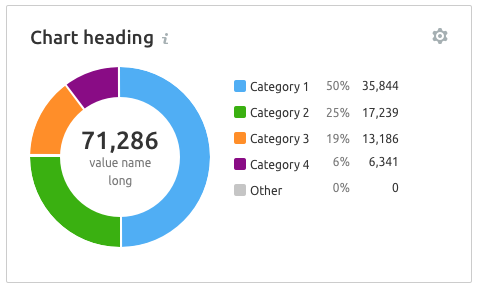 Chart heading i
71,286
value name
long
Category 1 50% 35,844
Category 2 25% 17,239
Category 3 19% 13,186
Category 4 6% 6,341
Other 0% 0